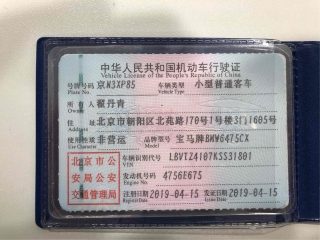 中华人民共和国机动车行驶证
Vehicle License of the People's Republic of China
号牌号码 京N3XP85 车辆类型 小型普通客车
Plate No. Vehicle Type
所有人 翟丹青
Owner
住址 北京市朝阳区北苑路170号1号楼3门1605号
Address
使用性质 非营运 品牌型号 宝马牌BMW6475CX
Use Character Model
北京市公安局公安交通管理局
车辆识别代号 LBVTZ4107KSS31801
VIN
发动机号码 4756E675
Engine No.
注册日期 2019-04-15 发证日期 2019-04-15
Register Date Issue Date